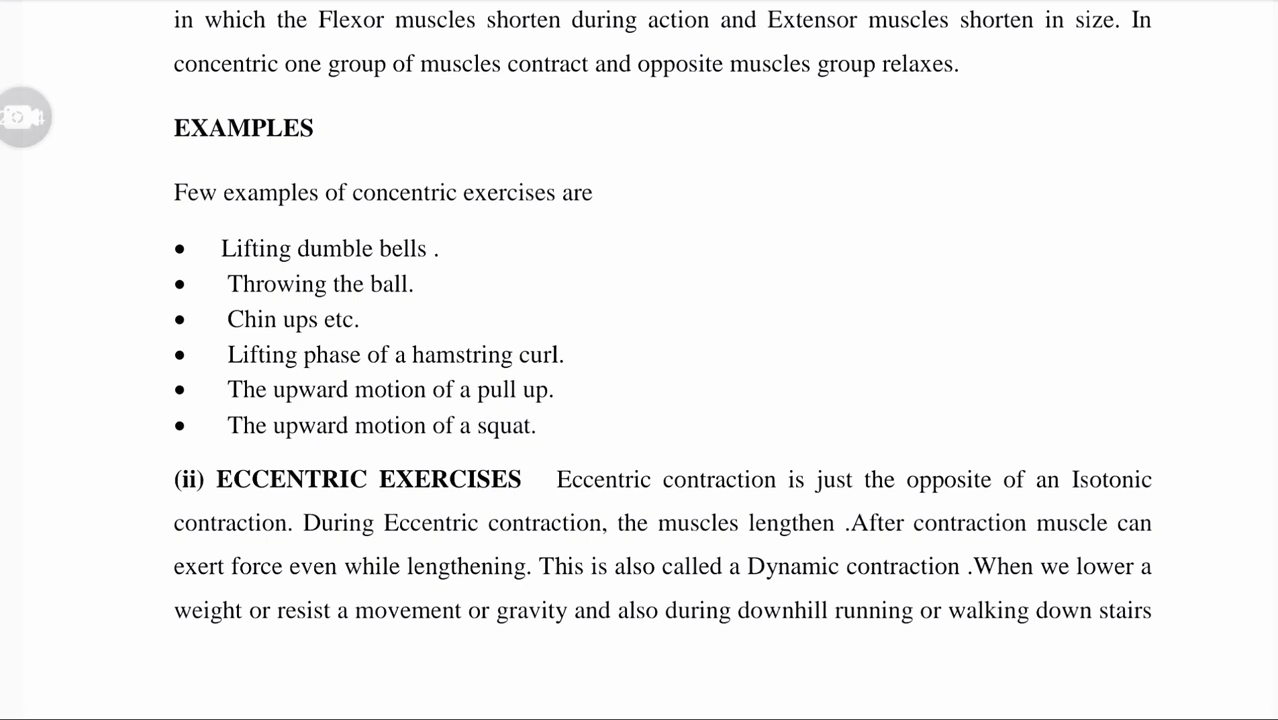 in which the Flexor muscles shorten during action and Extensor muscles shorten in size. In
concentric one group of muscles contract and opposite muscles group relaxes.
EXAMPLES
Few examples of concentric exercises are
• Lifting dumble bells .
• Throwing the ball.
• Chin ups etc.
• Lifting phase of a hamstring curl.
• The upward motion of a pull up.
• The upward motion of a squat.
(ii) ECCENTRIC EXERCISES Eccentric contraction is just the opposite of an Isotonic
contraction. During Eccentric contraction, the muscles lengthen .After contraction muscle can
exert force even while lengthening. This is also called a Dynamic contraction .When we lower a
weight or resist a movement or gravity and also during downhill running or walking down stairs